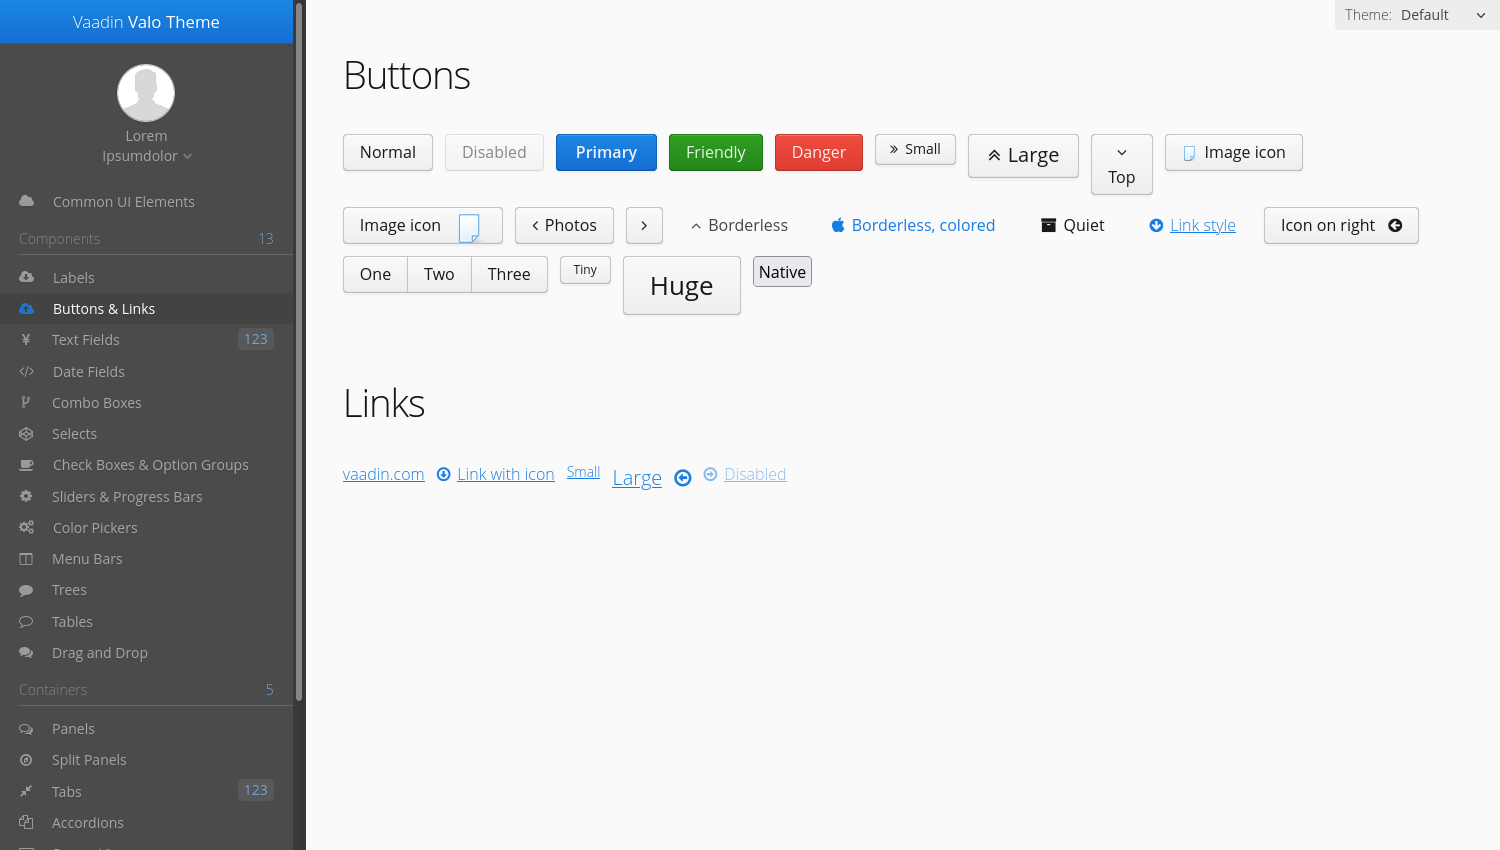 Vaadin Valo Theme
Lorem
Ipsumdolor
Common UI Elements
Components 13
Labels
Buttons & Links
Text Fields 123
Date Fields
Combo Boxes
Selects
Check Boxes & Option Groups
Sliders & Progress Bars
Color Pickers
Menu Bars
Trees
Tables
Drag and Drop
Containers 5
Panels
Split Panels
Tabs 123
Accordions
Theme: Default
Buttons
Normal Disabled Primary Friendly Danger Small Large Top Image icon
Image icon Photos Borderless Borderless, colored Quiet Link style Icon on right
One Two Three Tiny Huge Native
Links
vaadin.com Link with icon Small Large Disabled